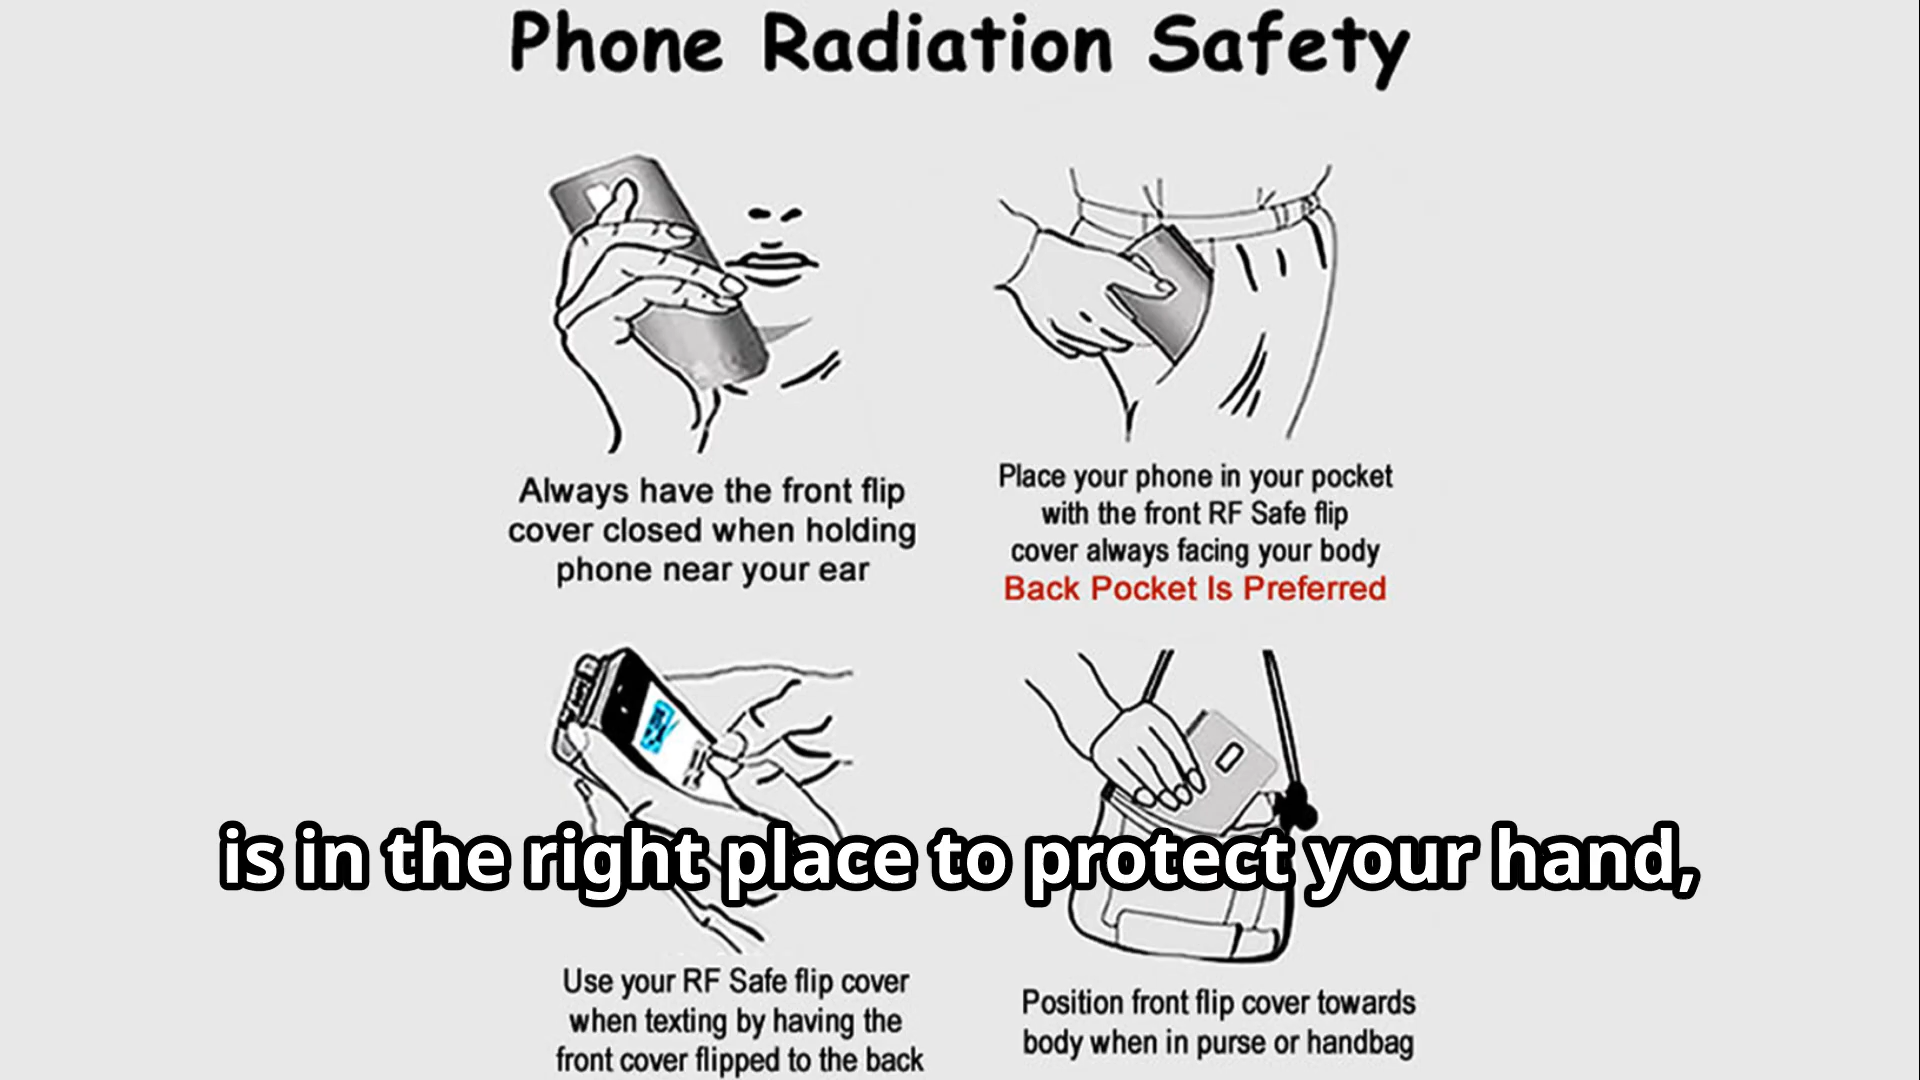 Phone Radiation Safety
Always have the front flip
cover closed when holding
phone near your ear
Place your phone in your pocket
with the front RF Safe flip
cover always facing your body
Back Pocket Is Preferred
is in the right place to protect your hand,
Use your RF Safe flip cover
when texting by having the
front cover flipped to the back
Position front flip cover towards
body when in purse or handbag